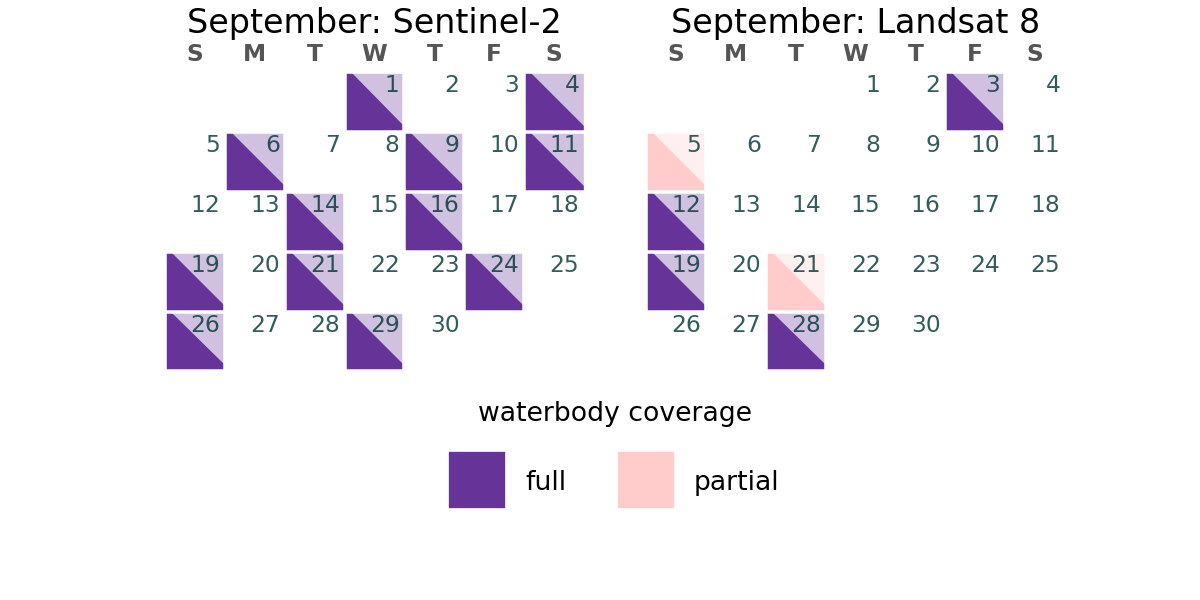 September: Sentinel-2
S M T W T F S
1 2 3 4
5 6 7 8 9 10 11
12 13 14 15 16 17 18
19 20 21 22 23 24 25
26 27 28 29 30
September: Landsat 8
S M T W T F S
1 2 3 4
5 6 7 8 9 10 11
12 13 14 15 16 17 18
19 20 21 22 23 24 25
26 27 28 29 30
waterbody coverage
full partial